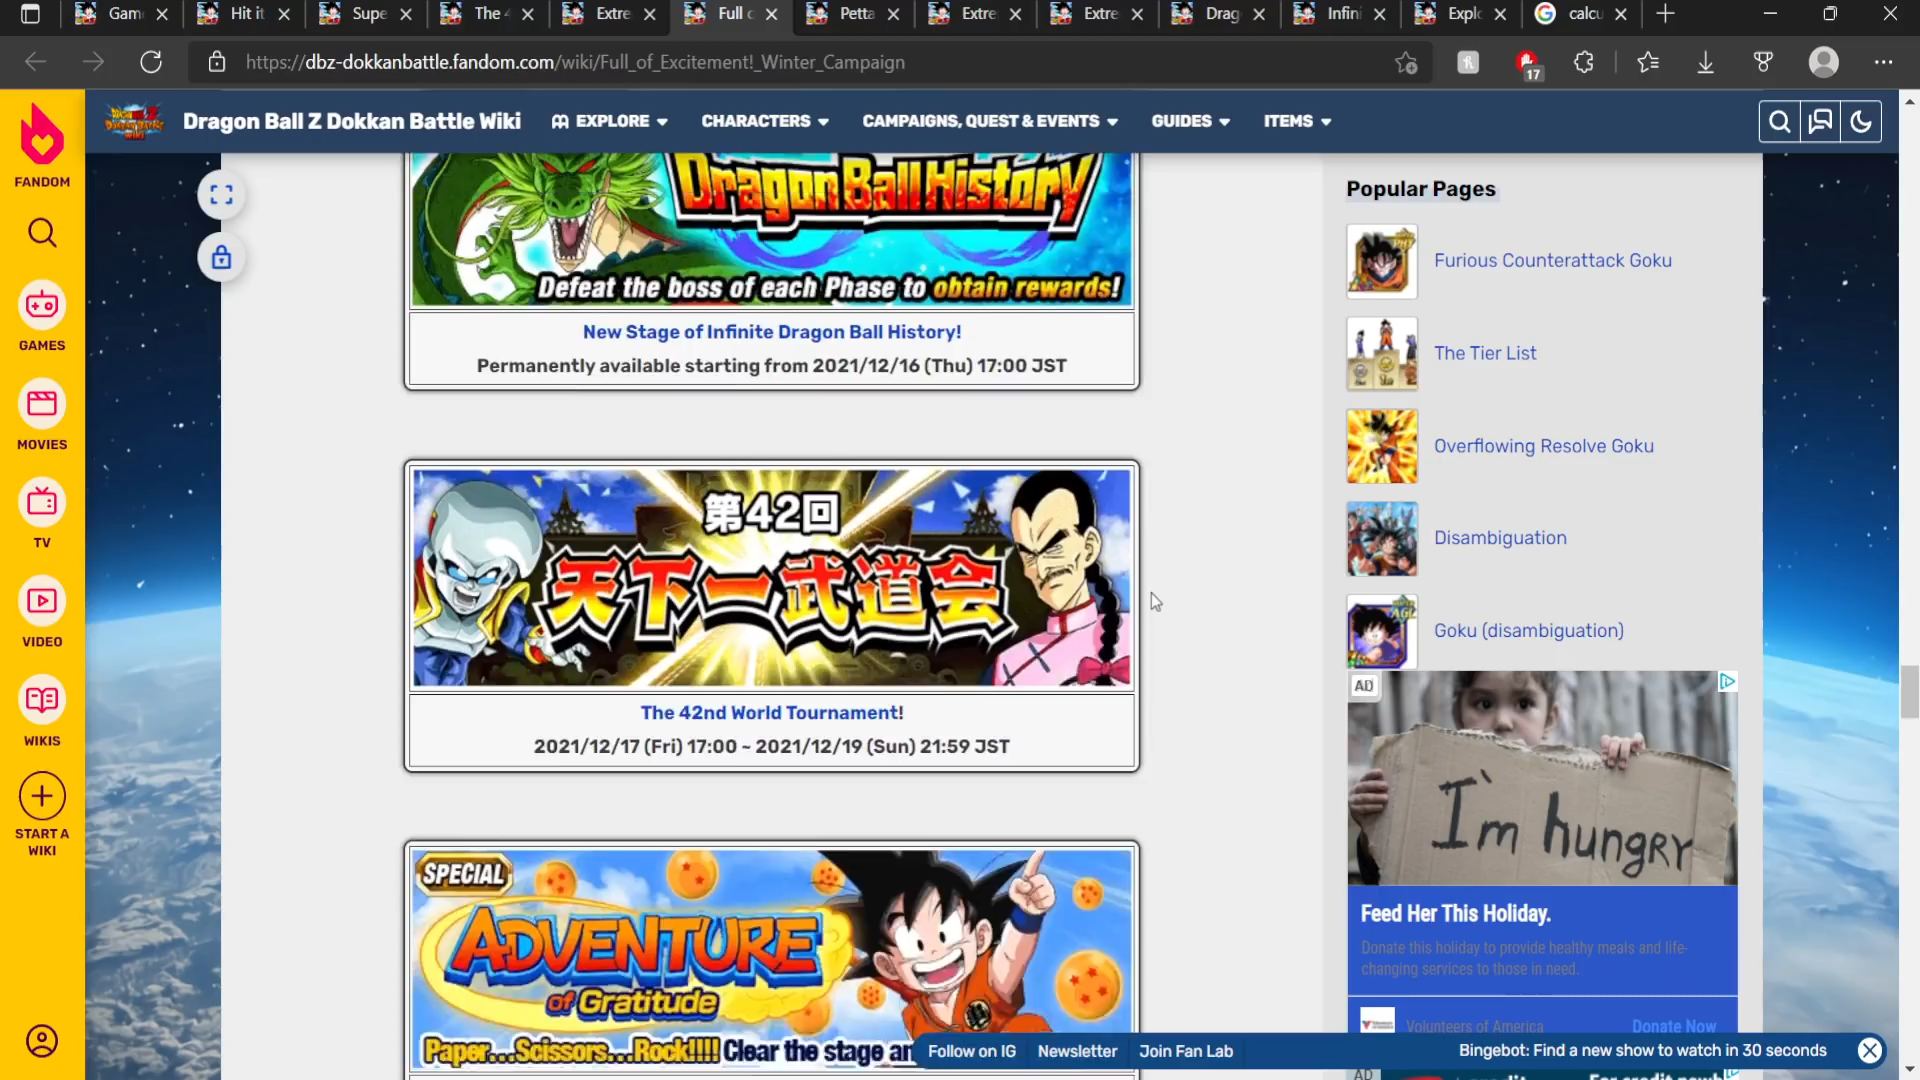 Gam
Hit it
Supe
The 4
Extre
Full c
Petta
Extre
Extre
Drag
Infini
Explo
calcu
https://dbz-dokkanbattle.fandom.com/wiki/Full_of_Excitement!_Winter_Campaign
17
FANDOM
GAMES
MOVIES
TV
VIDEO
WIKIS
START A
WIKI
Dragon Ball Z Dokkan Battle Wiki
EXPLORE
CHARACTERS
CAMPAIGNS, QUEST & EVENTS
GUIDES
ITEMS
Dragon Ball History
Defeat the boss of each Phase to obtain rewards!
New Stage of Infinite Dragon Ball History!
Permanently available starting from 2021/12/16 (Thu) 17:00 JST
第42回
天下一武道会
The 42nd World Tournament!
2021/12/17 (Fri) 17:00 ~ 2021/12/19 (Sun) 21:59 JST
SPECIAL
ADVENTURE
of Gratitude
Paper...Scissors...Rock!!!! Clear the stage an
Popular Pages
Furious Counterattack Goku
The Tier List
Overflowing Resolve Goku
Disambiguation
Goku (disambiguation)
AD
I'm hungry
Feed Her This Holiday.
Donate this holiday to provide healthy meals and life-
changing services to those in need.
Volunteers of America
Donate Now
Follow on IG
Newsletter
Join Fan Lab
Bingebot: Find a new show to watch in 30 seconds
AD